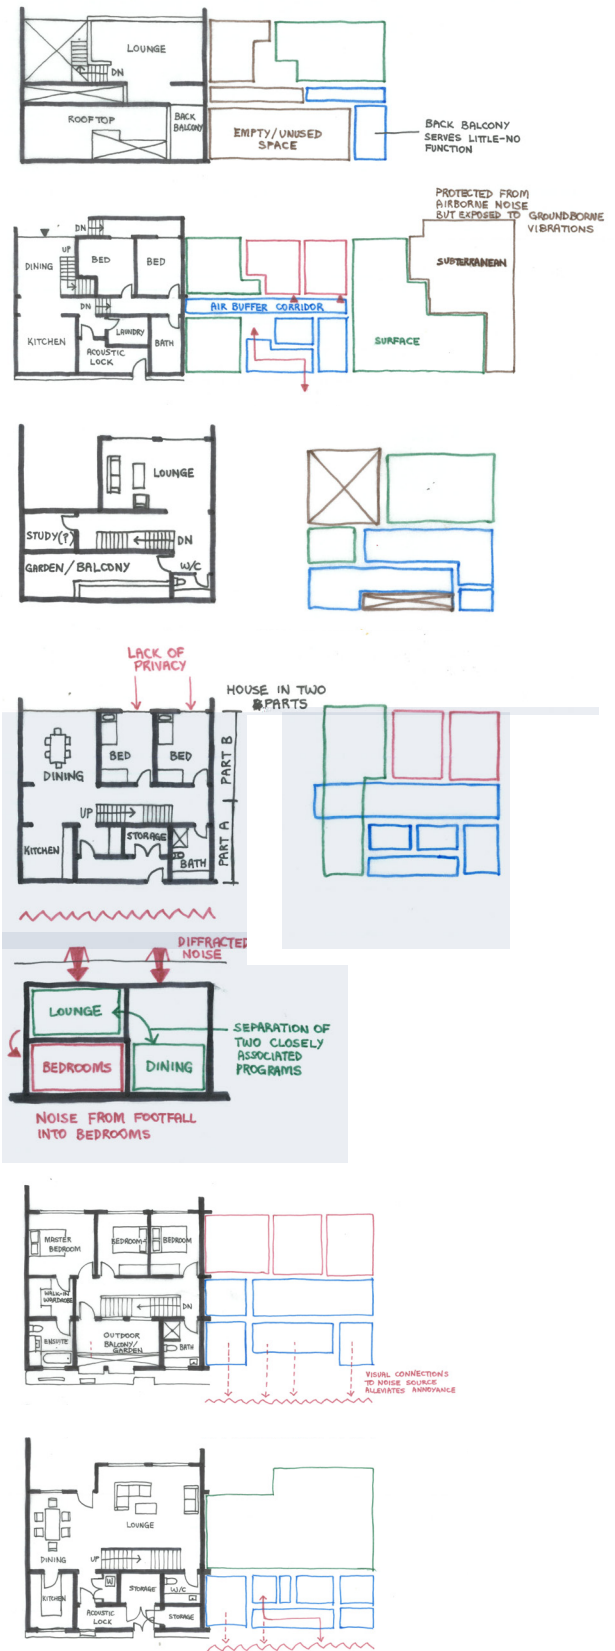 LOUNGE
DN
ROOFTOP
BACK
BALCONY
EMPTY/UNUSED
SPACE
BACK BALCONY
SERVES LITTLE-NO
FUNCTION
PROTECTED FROM
AIRBORNE NOISE
BUT EXPOSED TO GROUNDBORNE
VIBRATIONS
DN
UP
DINING
BED
BED
SUBTERRANEAN
DN
AIR BUFFER CORRIDOR
KITCHEN
LAUNDRY
BATH
ACOUSTIC
LOCK
SURFACE
LOUNGE
STUDY(?)
DN
GARDEN/BALCONY
W/C
LACK OF
PRIVACY
HOUSE IN TWO
PARTS
BED
BED
DINING
PART B
UP
STORAGE
KITCHEN
BATH
PART A
DIFFRACTED
NOISE
LOUNGE
SEPARATION OF
TWO CLOSELY
ASSOCIATED
PROGRAMS
BEDROOMS
DINING
NOISE FROM FOOTFALL
INTO BEDROOMS
MASTER
BEDROOM
BEDROOM
BEDROOM
WALK-IN
WARDROBE
DN
ENSUITE
OUTDOOR
BALCONY/
GARDEN
BATH
VISUAL CONNECTIONS
TO NOISE SOURCE
ALLEVIATES ANNOYANCE
LOUNGE
DINING
UP
KITCHEN
W
STORAGE
W/C
ACOUSTIC
LOCK
STORAGE